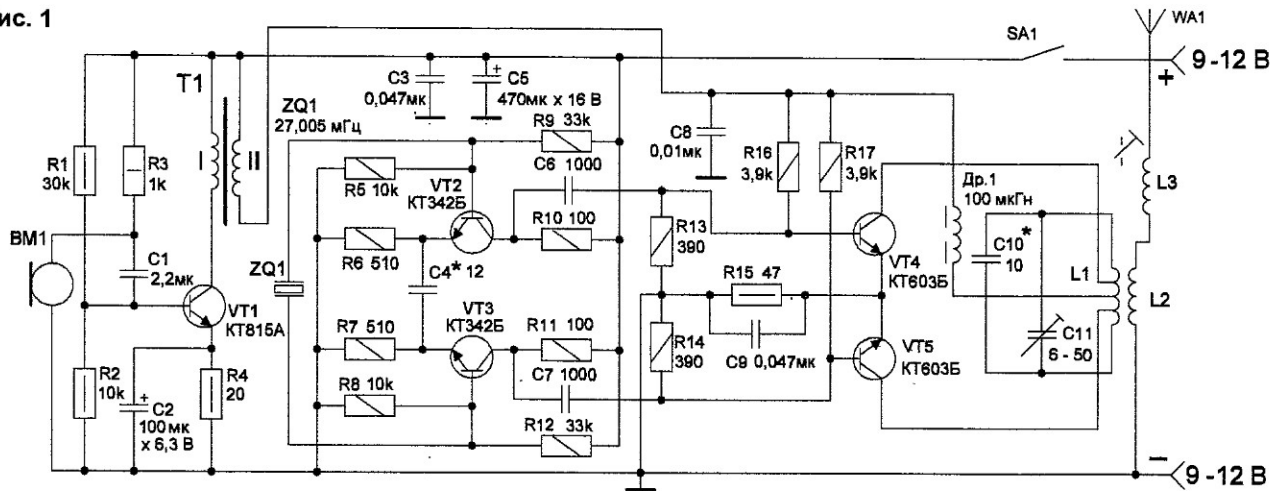 ис. 1
WA1
SA1
9 -12 В
+
T1
C3
0,047мк
+
C5
470мк x 16 В
ZQ1
27,005 мГц
R9 33k
C6 1000
C8
0,01мк
R16
3,9k
R17
3,9k
R1
30k
R3
1k
I
II
R5 10k
VT2
КТ342Б
R10 100
Др.1
100 мкГн
L3
BM1
C1
2,2мк
R6 510
R13
390
VT4
КТ603Б
C10 *
10
L1
L2
ZQ1
C4* 12
R15 47
VT1
КТ815А
R7 510
VT3
КТ342Б
R11 100
R14
390
C9 0,047мк
VT5
КТ603Б
C11
6 - 50
R2
10k
+
C2
100мк
x 6,3 В
R4
20
R8 10k
C7 1000
R12 33k
−
9 -12 В